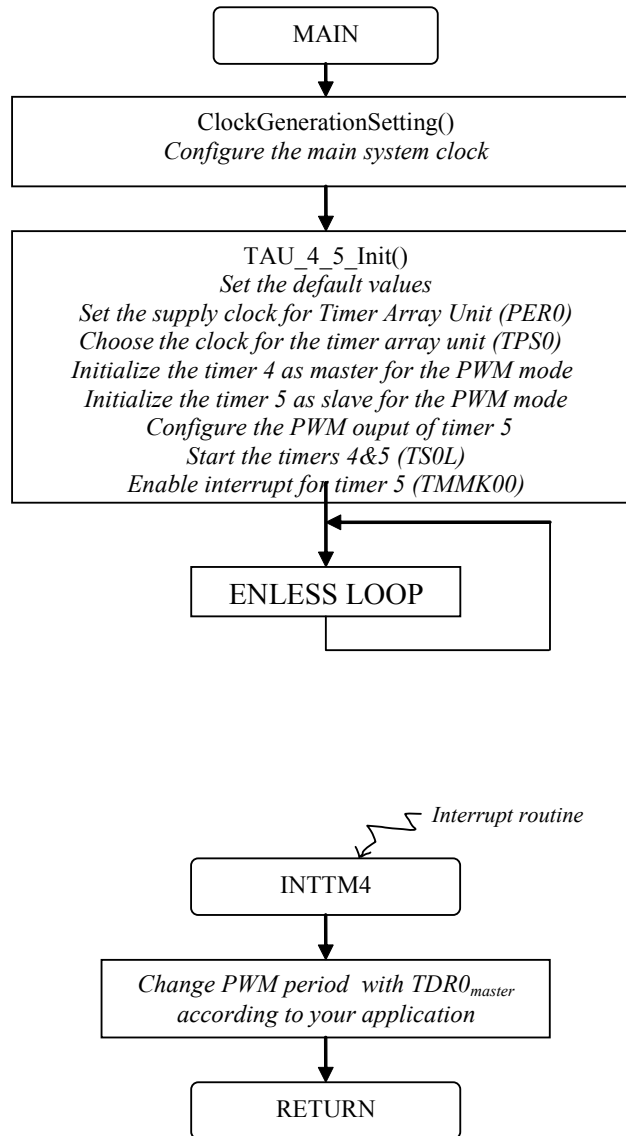 MAIN
ClockGenerationSetting()
Configure the main system clock
TAU_4_5_Init()
Set the default values
Set the supply clock for Timer Array Unit (PER0)
Choose the clock for the timer array unit (TPS0)
Initialize the timer 4 as master for the PWM mode
Initialize the timer 5 as slave for the PWM mode
Configure the PWM ouput of timer 5
Start the timers 4&5 (TS0L)
Enable interrupt for timer 5 (TMMK00)
ENLESS LOOP
Interrupt routine
INTTM4
Change PWM period with TDR0master
according to your application
RETURN